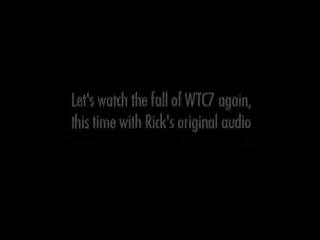 Let's watch the fall of WTC7 again,
this time with Rick's original audio